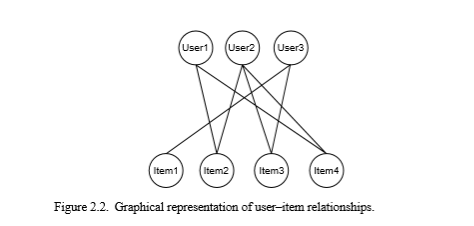 User1 User2 User3
Item1 Item2 Item3 Item4
Figure 2.2. Graphical representation of user–item relationships.